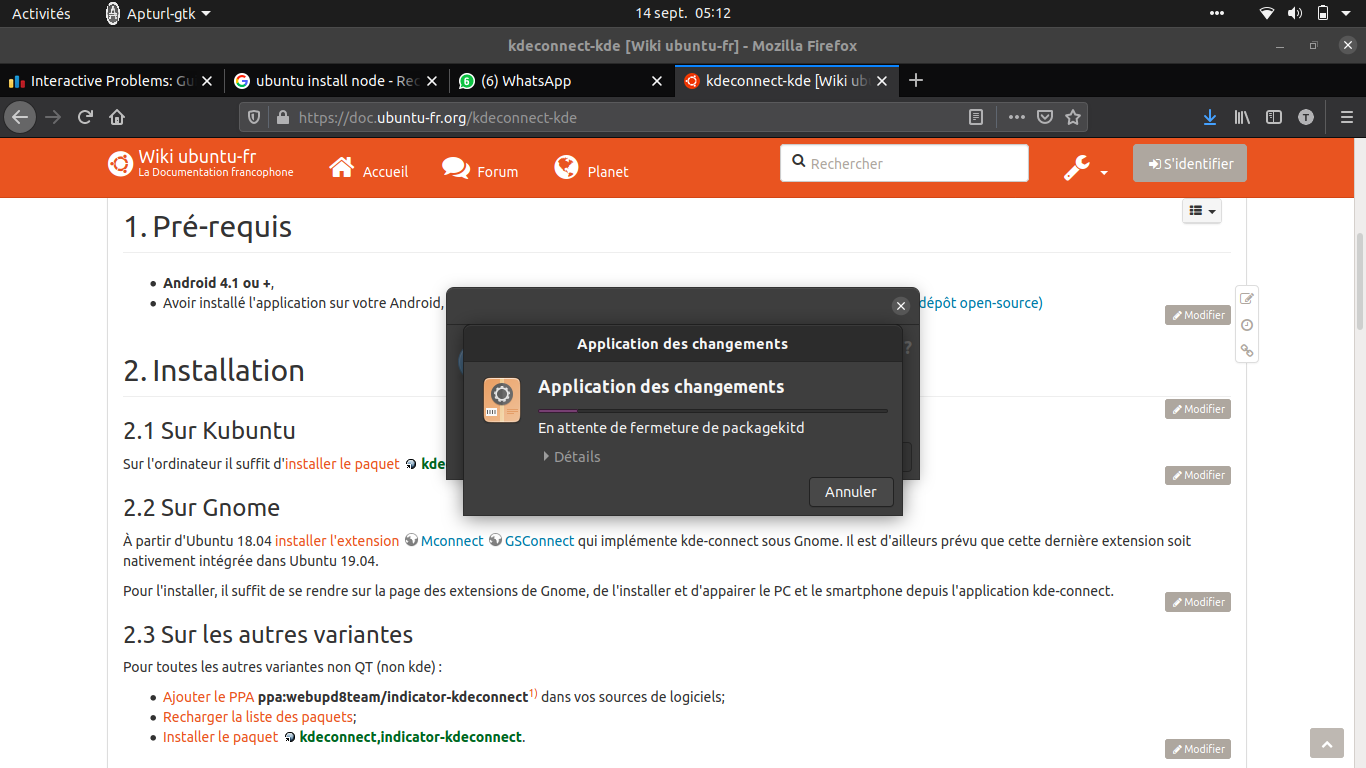 Activités
Apturl-gtk
14 sept. 05:12
kdeconnect-kde [Wiki ubuntu-fr] - Mozilla Firefox
Interactive Problems: Gu
ubuntu install node - Rec
6
(6) WhatsApp
kdeconnect-kde [Wiki ub
https://doc.ubuntu-fr.org/kdeconnect-kde
T
Wiki ubuntu-fr
La Documentation francophone
Accueil
Forum
Planet
Rechercher
S'identifier
1. Pré-requis
Android 4.1 ou +,
Avoir installé l'application sur votre Android,
dépôt open-source)
Modifier
2. Installation
Modifier
2.1 Sur Kubuntu
Sur l'ordinateur il suffit d'installer le paquet kde
Modifier
?
Application des changements
Application des changements
En attente de fermeture de packagekitd
Détails
Annuler
2.2 Sur Gnome
À partir d'Ubuntu 18.04 installer l'extension Mconnect GSConnect qui implémente kde-connect sous Gnome. Il est d'ailleurs prévu que cette dernière extension soit
nativement intégrée dans Ubuntu 19.04.
Pour l'installer, il suffit de se rendre sur la page des extensions de Gnome, de l'installer et d'appairer le PC et le smartphone depuis l'application kde-connect.
Modifier
2.3 Sur les autres variantes
Pour toutes les autres variantes non QT (non kde) :
Ajouter le PPA ppa:webupd8team/indicator-kdeconnect1) dans vos sources de logiciels;
Recharger la liste des paquets;
Installer le paquet kdeconnect,indicator-kdeconnect.
Modifier